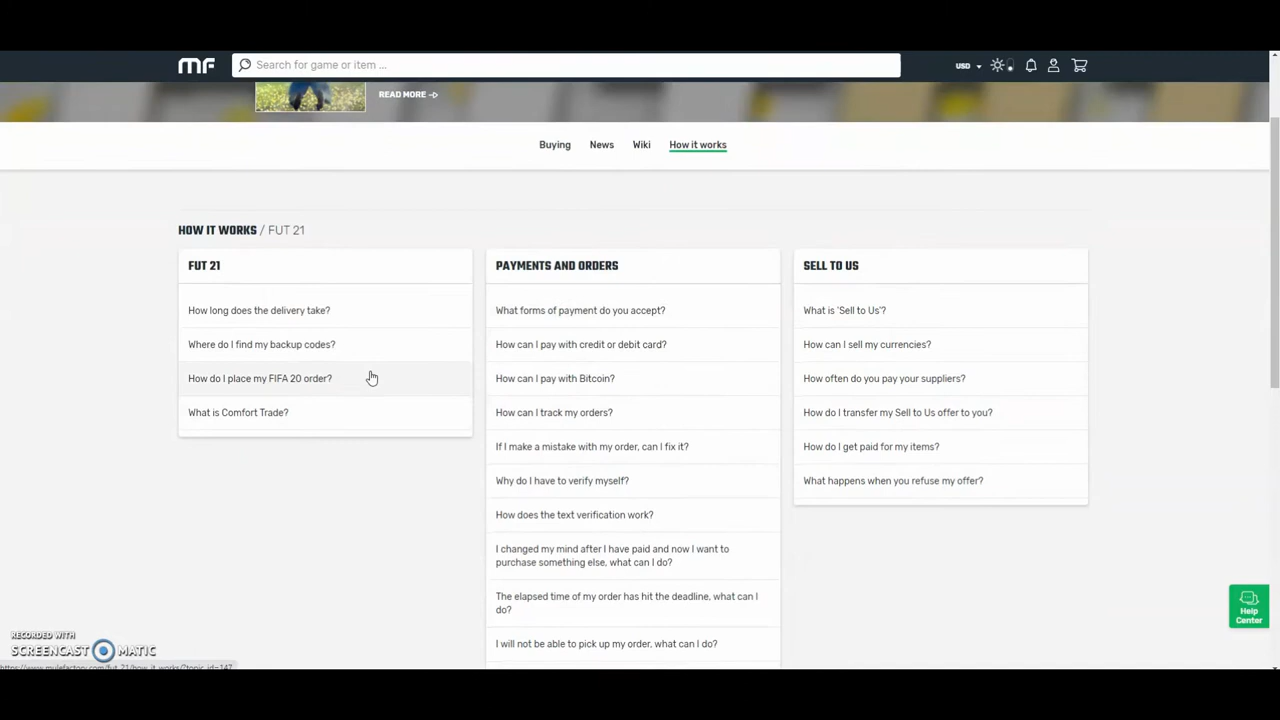 MF
Search for game or item ...
USD
READ MORE
Buying
News
Wiki
How it works
HOW IT WORKS / FUT 21
FUT 21
How long does the delivery take?
Where do I find my backup codes?
How do I place my FIFA 20 order?
What is Comfort Trade?
PAYMENTS AND ORDERS
What forms of payment do you accept?
How can I pay with credit or debit card?
How can I pay with Bitcoin?
How can I track my orders?
If I make a mistake with my order, can I fix it?
Why do I have to verify myself?
How does the text verification work?
I changed my mind after I have paid and now I want to
purchase something else, what can I do?
The elapsed time of my order has hit the deadline, what can I
do?
I will not be able to pick up my order, what can I do?
SELL TO US
What is 'Sell to Us'?
How can I sell my currencies?
How often do you pay your suppliers?
How do I transfer my Sell to Us offer to you?
How do I get paid for my items?
What happens when you refuse my offer?
Help
Center
RECORDED WITH
SCREENCAST MATIC
https://www.mulefactory.com/fut_21/how_it_works?topic_id=147